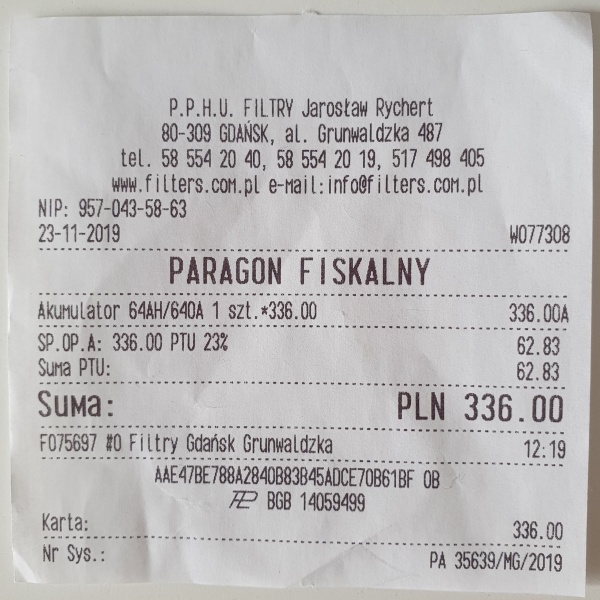 P.P.H.U. FILTRY Jarosław Rychert
80-309 GDAŃSK, al. Grunwaldzka 487
tel. 58 554 20 40, 58 554 20 19, 517 498 405
www.filters.com.pl e-mail:info@filters.com.pl
NIP: 957-043-58-63
23-11-2019 W077308
PARAGON FISKALNY
Akumulator 64AH/640A 1 szt.*336.00 336.00A
SP.OP.A: 336.00 PTU 23% 62.83
Suma PTU: 62.83
Suma: PLN 336.00
F075697 #0 Filtry Gdańsk Grunwaldzka 12:19
AAE47BE788A2840B83B45ADCE70B61BF 0B
BGB 14059499
Karta: 336.00
Nr Sys.: PA 35639/MG/2019